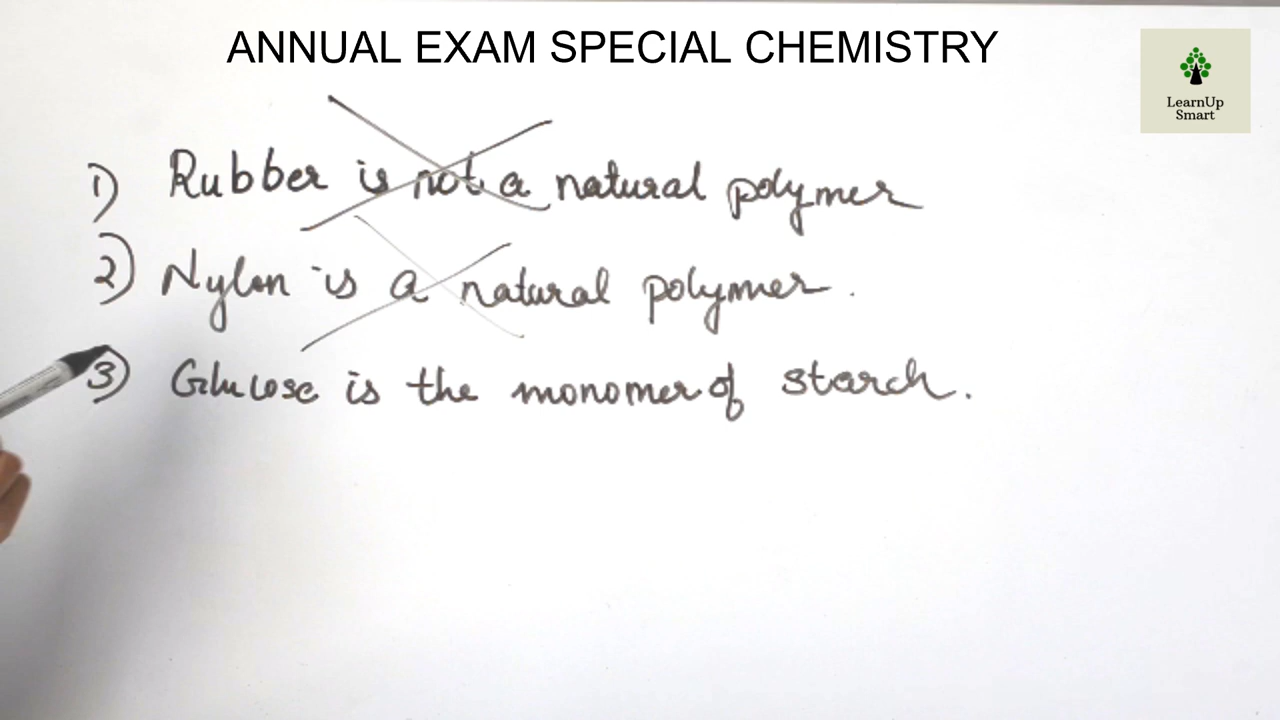 ANNUAL EXAM SPECIAL CHEMISTRY
LearnUp
Smart
1) Rubber is not a natural polymer
2) Nylon is a natural polymer.
3) Glucose is the monomer of starch.